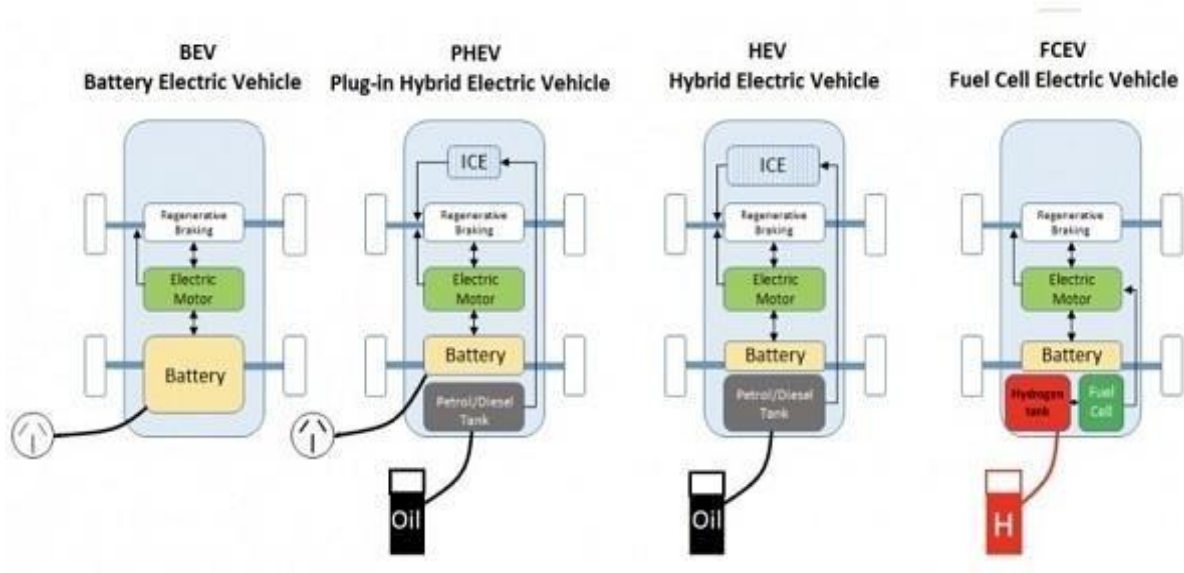 BEV
Battery Electric Vehicle
Regenerative
Braking
Electric
Motor
Battery
PHEV
Plug-in Hybrid Electric Vehicle
ICE
Regenerative
Braking
Electric
Motor
Battery
Petrol/Diesel
Tank
Oil
HEV
Hybrid Electric Vehicle
ICE
Regenerative
Braking
Electric
Motor
Battery
Petrol/Diesel
Tank
Oil
FCEV
Fuel Cell Electric Vehicle
Regenerative
Braking
Electric
Motor
Battery
Hydrogen
tank
Fuel
Cell
H